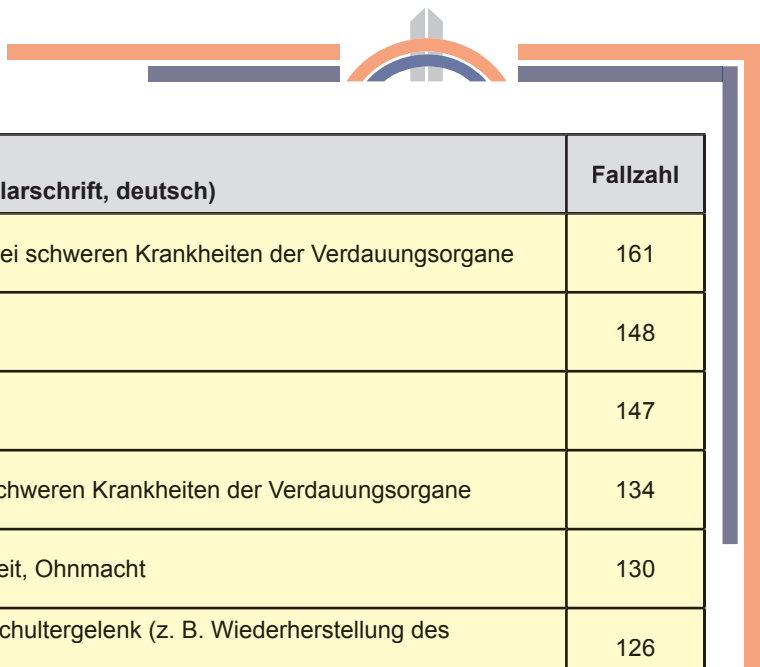 larschrift, deutsch)
Fallzahl
ei schweren Krankheiten der Verdauungsorgane
161
148
147
chweren Krankheiten der Verdauungsorgane
134
eit, Ohnmacht
130
chultergelenk (z. B. Wiederherstellung des
126